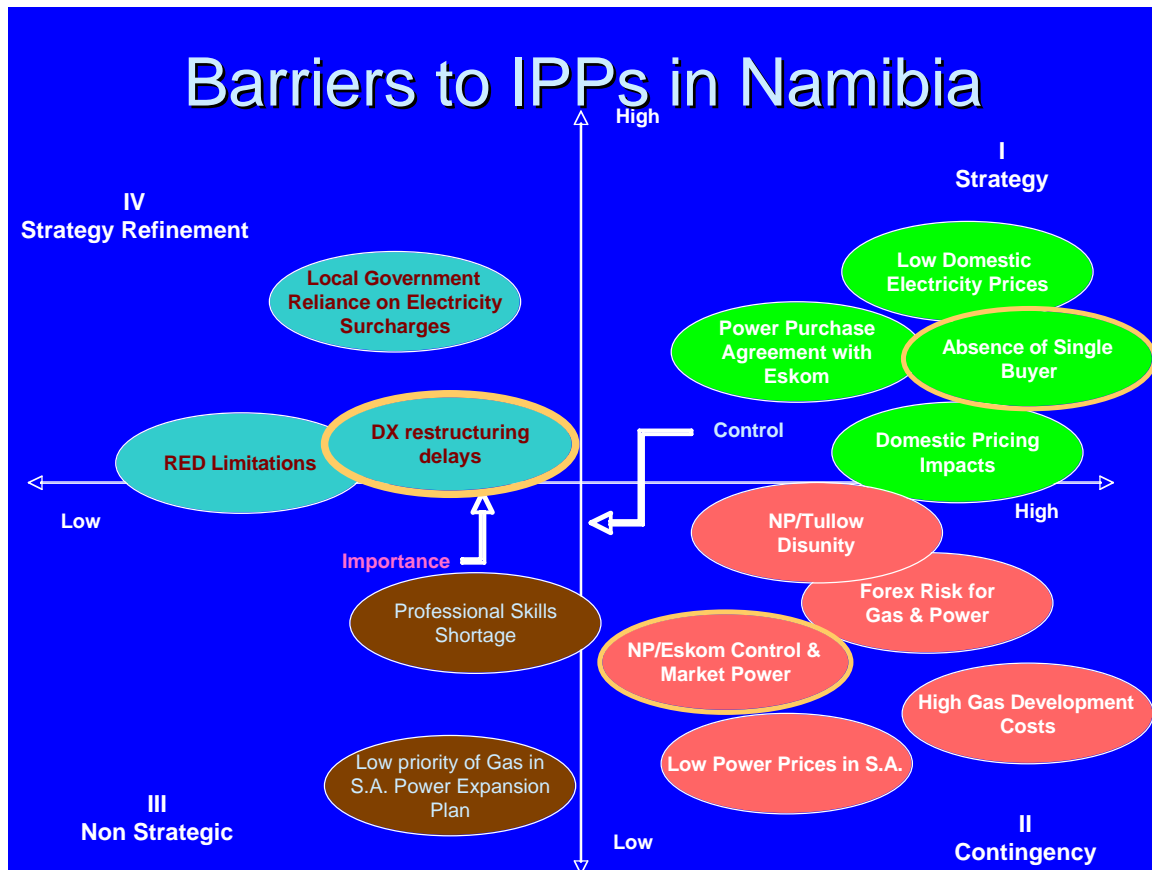 Barriers to IPPs in Namibia
High
I
Strategy
IV
Strategy Refinement
Low Domestic
Electricity Prices
Local Government
Reliance on Electricity
Surcharges
Power Purchase
Agreement with
Eskom
Absence of Single
Buyer
DX restructuring
delays
Control
RED Limitations
Domestic Pricing
Impacts
Low
High
NP/Tullow
Disunity
Importance
Forex Risk for
Gas & Power
Professional Skills
Shortage
NP/Eskom Control &
Market Power
High Gas Development
Costs
Low priority of Gas in
S.A. Power Expansion
Plan
Low Power Prices in S.A.
III
Non Strategic
Low
II
Contingency